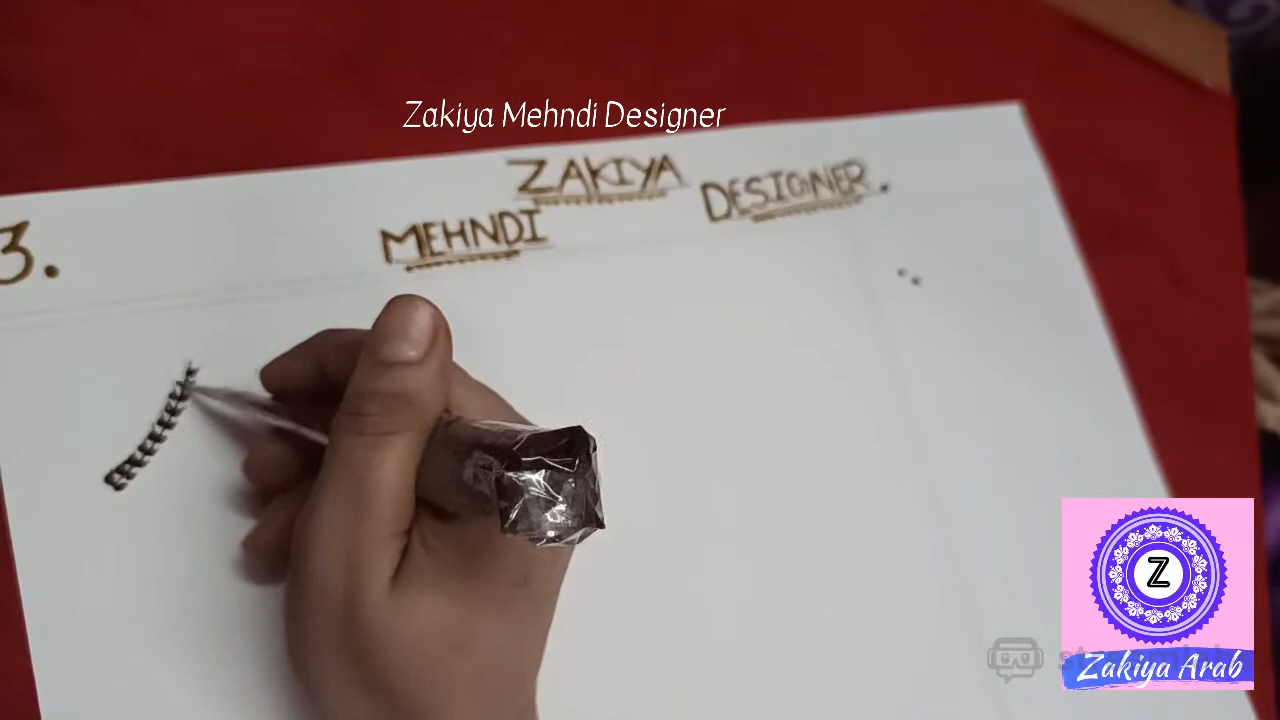 Zakiya Mehndi Designer
ZAKIYA
MEHNDI DESIGNER.
3.
Z
Zakiya Arab